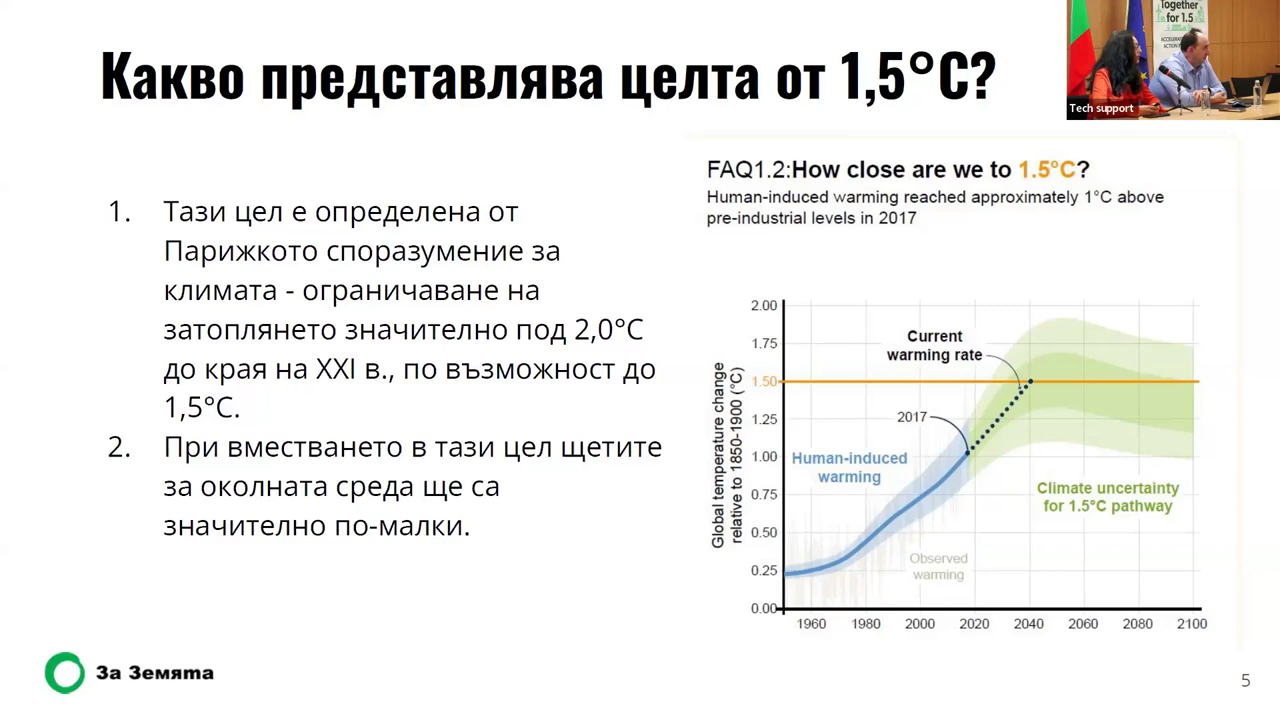 Какво представлява целта от 1,5°C?
Together
for 1.5
Tech support
1. Тази цел е определена от
Парижкото споразумение за
климата - ограничаване на
затоплянето значително под 2,0°C
до края на XXI в., по възможност до
1,5°C.
2. При вместването в тази цел щетите
за околната среда ще са
значително по-малки.
FAQ1.2:How close are we to 1.5°C?
Human-induced warming reached approximately 1°C above
pre-industrial levels in 2017
Global temperature change
relative to 1850-1900 (°C)
2.00
1.75
1.50
1.25
1.00
0.75
0.50
0.25
0.00
Current
warming rate
2017
Human-induced
warming
Climate uncertainty
for 1.5°C pathway
Observed
warming
1960 1980 2000 2020 2040 2060 2080 2100
За Земята
5